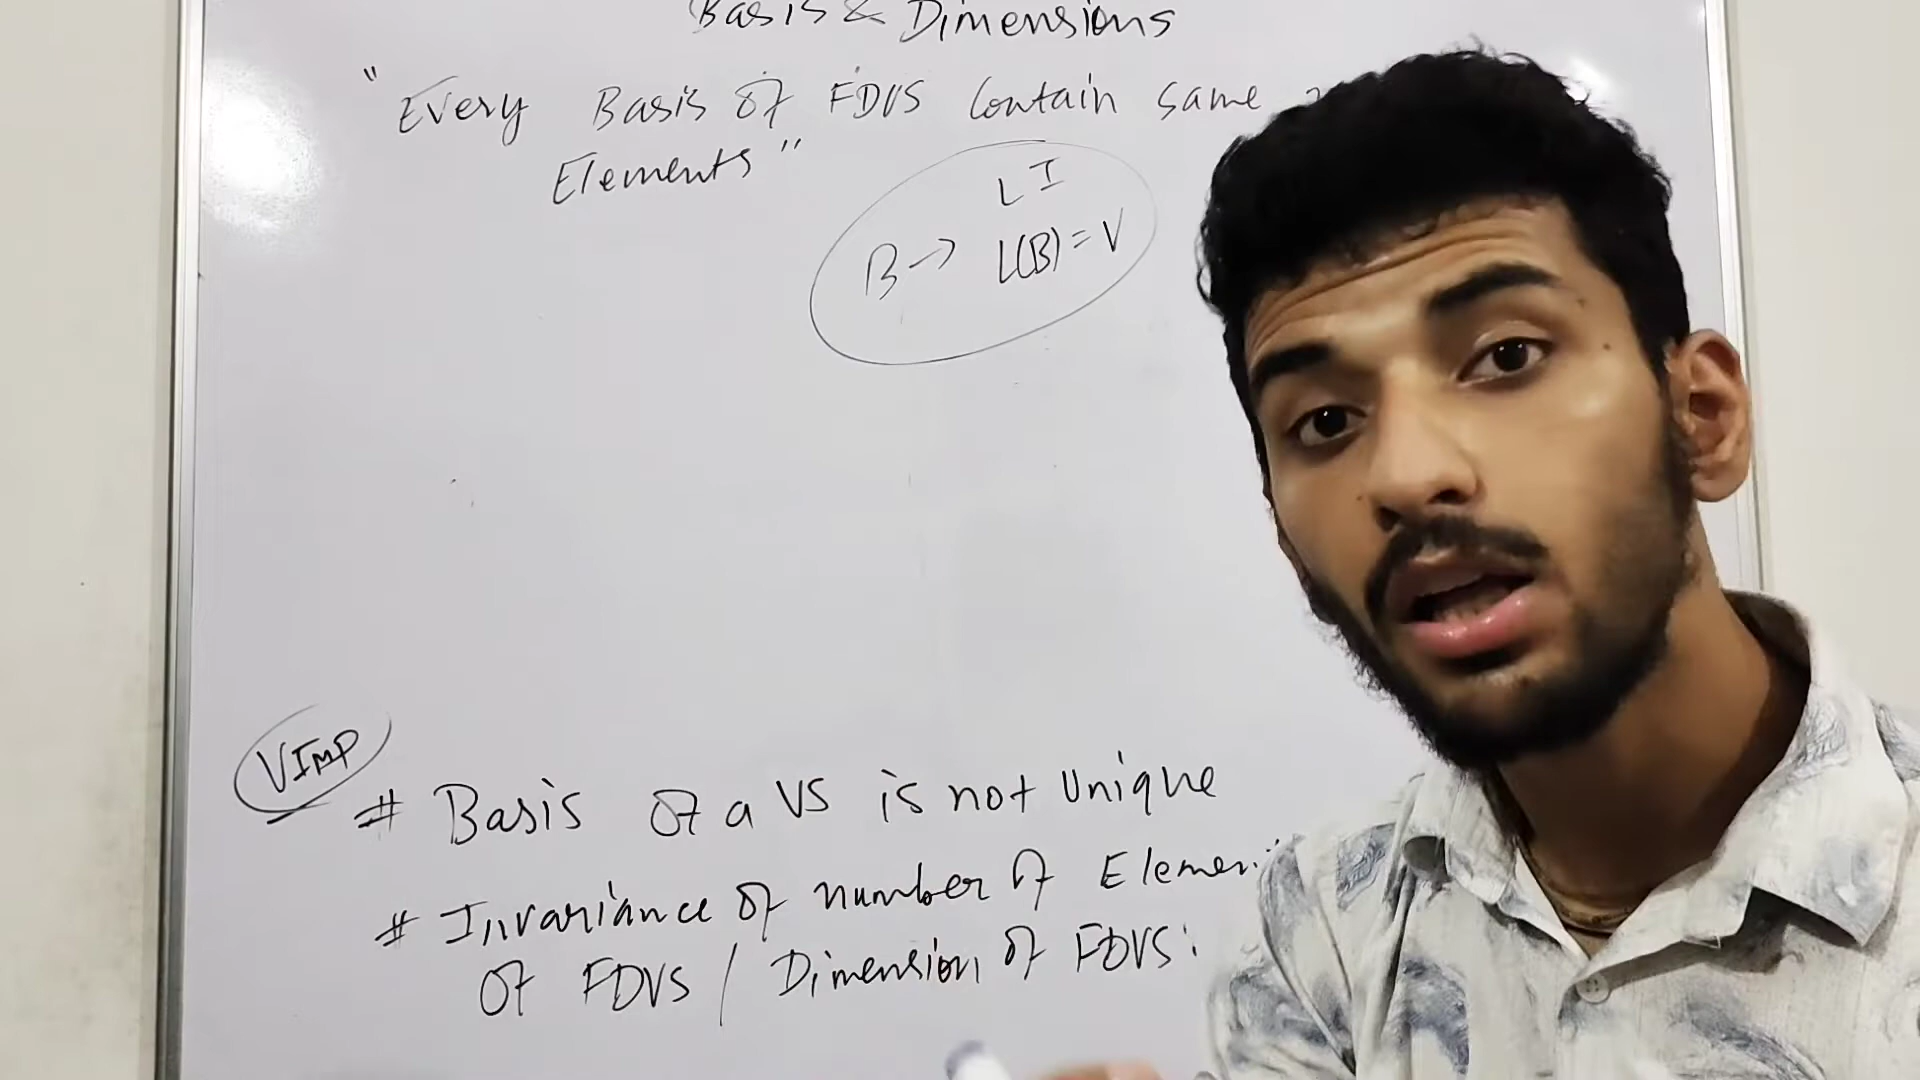 Basis & Dimensions
"Every Basis of FDVS Contain same
Elements"
LI
B → L(B) = V
VIMP
# Basis of a VS is not Unique
# Invariance of number of
of FDVS / Dimension of FDVS: